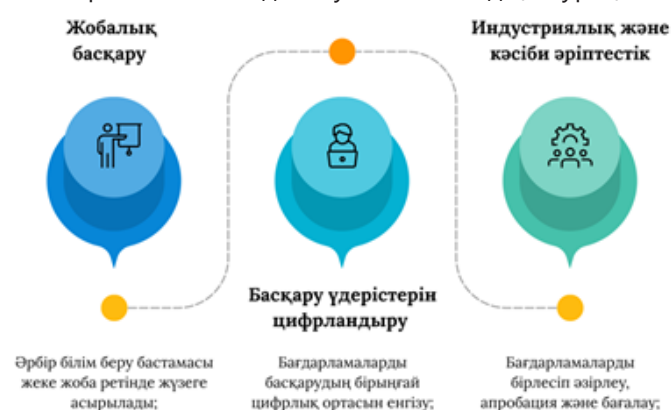 Жобалық
басқару
Индустриялық және
кәсіби әріптестік
Басқару үдерістерін
цифрландыру
Әрбір білім беру бастамасы
жеке жоба ретінде жүзеге
асырылады;
Бағдарламаларды
басқарудың бірыңғай
цифрлық ортасын енгізу;
Бағдарламаларды
бірлесіп әзірлеу,
апробация және бағалау;